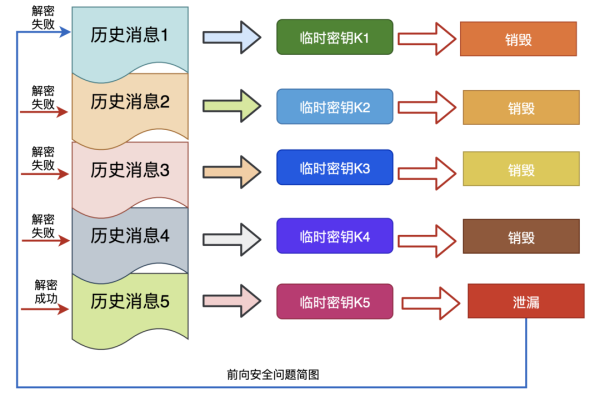 解密
失败
历史消息1
临时密钥K1
销毁
解密
失败
历史消息2
临时密钥K2
销毁
解密
失败
历史消息3
临时密钥K3
销毁
解密
失败
历史消息4
临时密钥K4
销毁
解密
成功
历史消息5
临时密钥K5
泄漏
前向安全问题简图